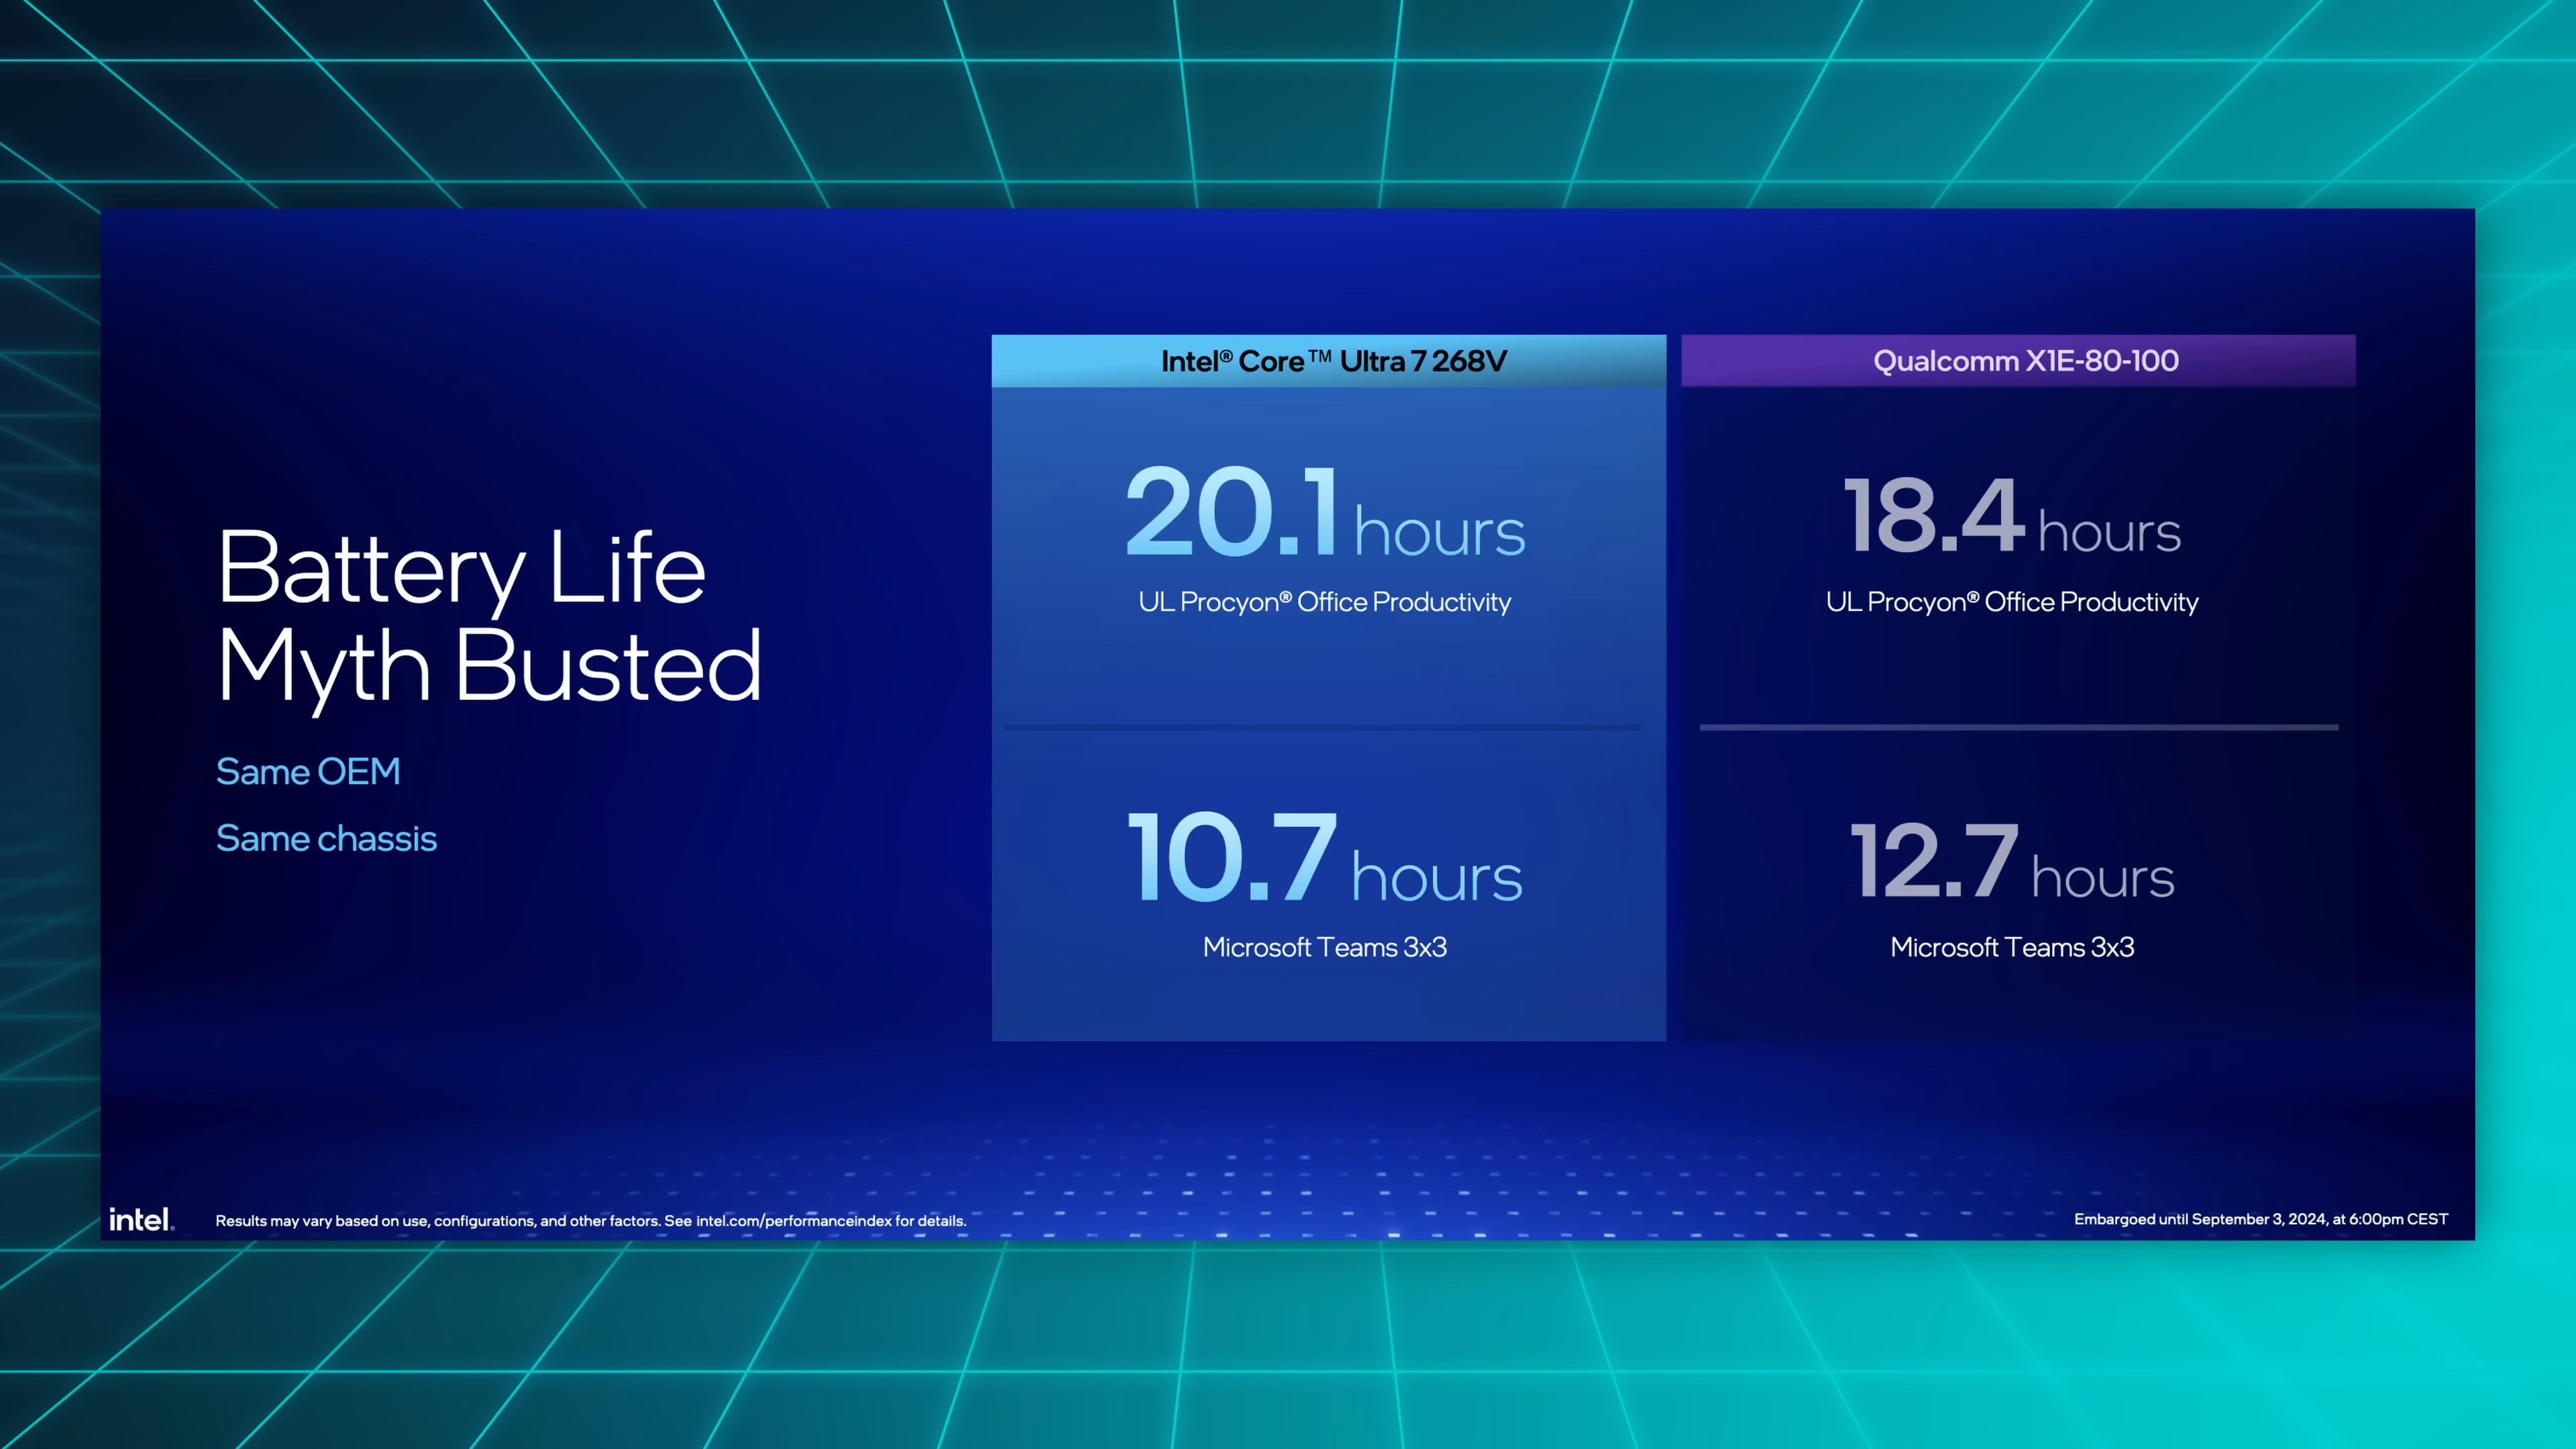 Battery Life
Myth Busted
Same OEM
Same chassis
Intel® Core™ Ultra 7 268V
20.1 hours
UL Procyon® Office Productivity
10.7 hours
Microsoft Teams 3x3
Qualcomm X1E-80-100
18.4 hours
UL Procyon® Office Productivity
12.7 hours
Microsoft Teams 3x3
intel.
Results may vary based on use, configurations, and other factors. See intel.com/performanceindex for details.
Embargoed until September 3, 2024, at 6:00pm CEST